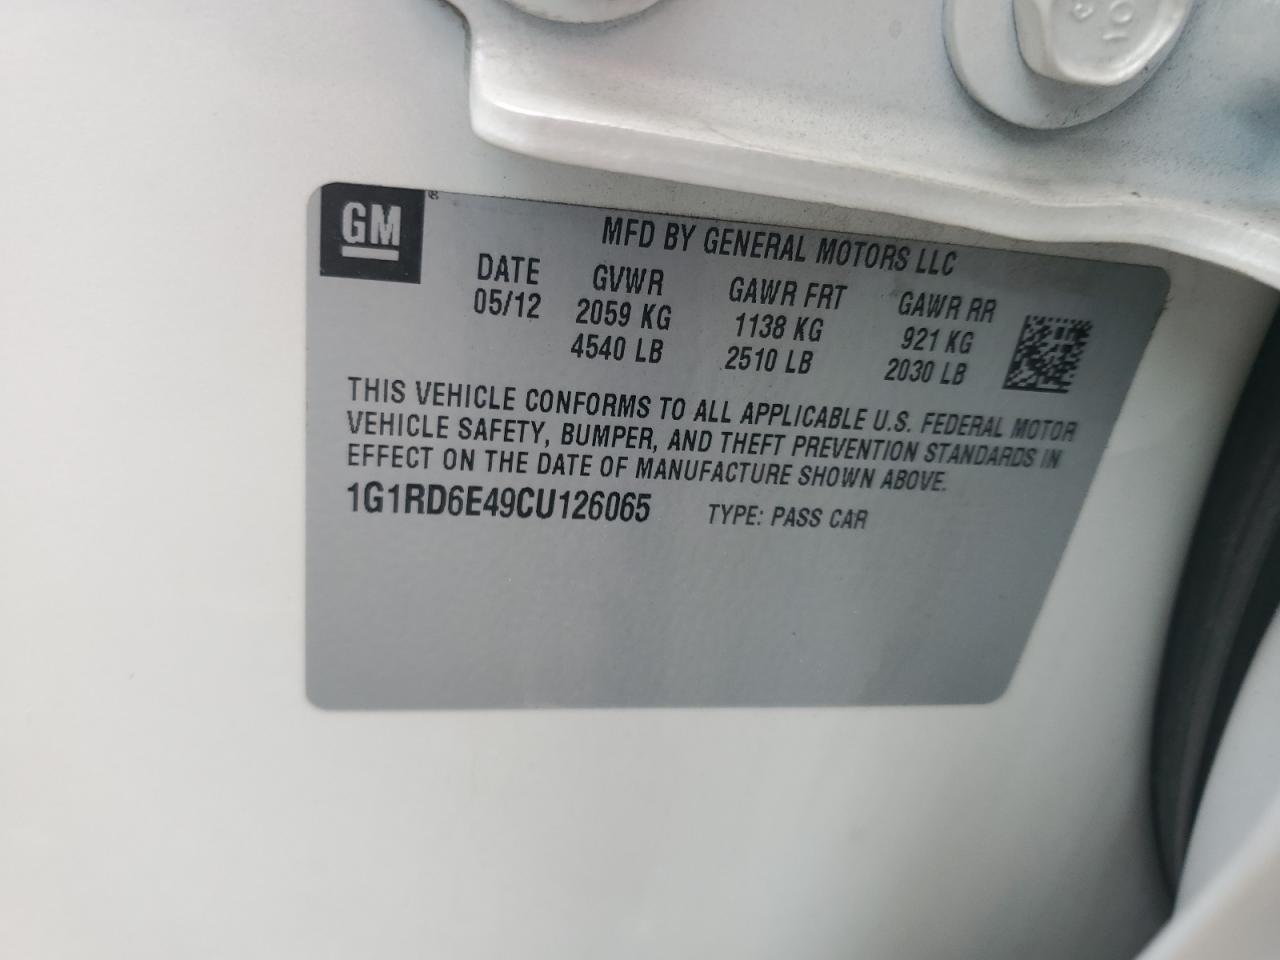 GM ®
MFD BY GENERAL MOTORS LLC
DATE GVWR GAWR FRT GAWR RR
05/12 2059 KG 1138 KG 921 KG
4540 LB 2510 LB 2030 LB
THIS VEHICLE CONFORMS TO ALL APPLICABLE U.S. FEDERAL MOTOR
VEHICLE SAFETY, BUMPER, AND THEFT PREVENTION STANDARDS IN
EFFECT ON THE DATE OF MANUFACTURE SHOWN ABOVE.
1G1RD6E49CU126065 TYPE: PASS CAR